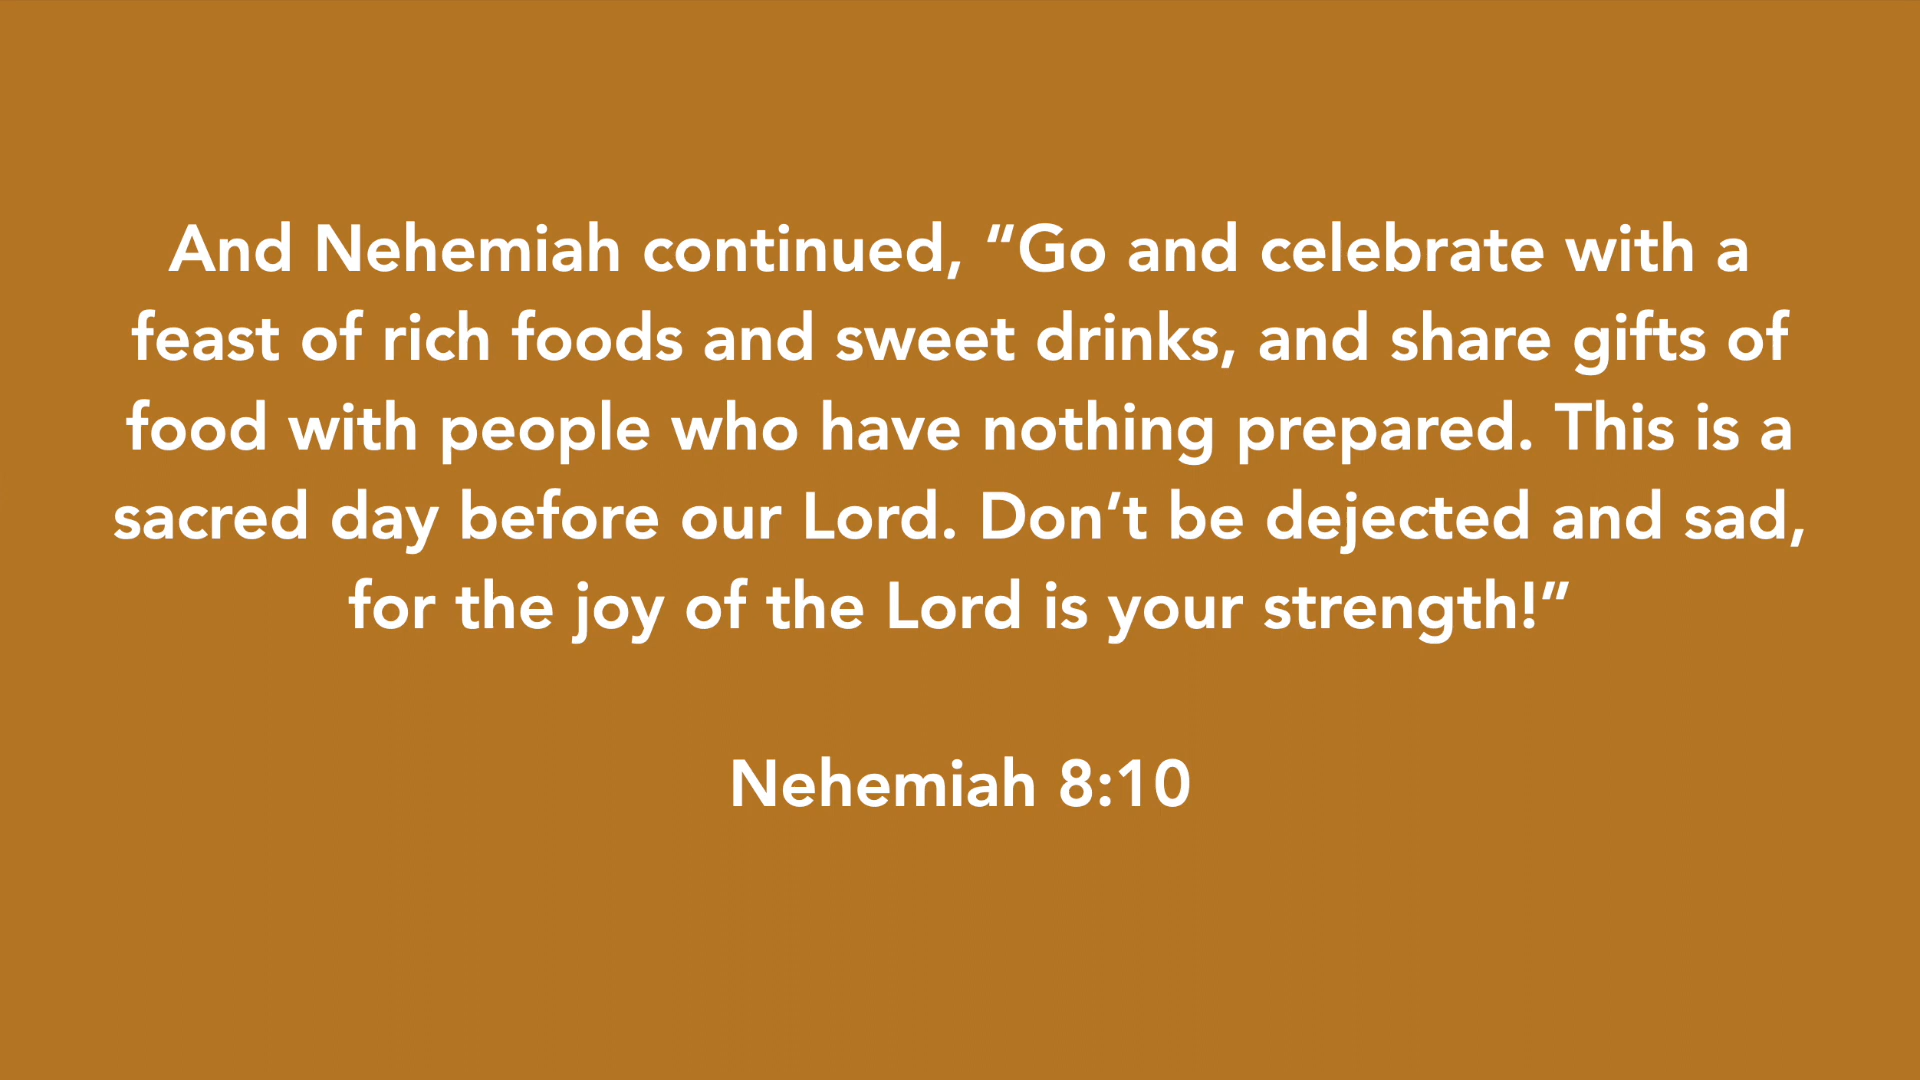 And Nehemiah continued, “Go and celebrate with a
feast of rich foods and sweet drinks, and share gifts of
food with people who have nothing prepared. This is a
sacred day before our Lord. Don’t be dejected and sad,
for the joy of the Lord is your strength!”
Nehemiah 8:10